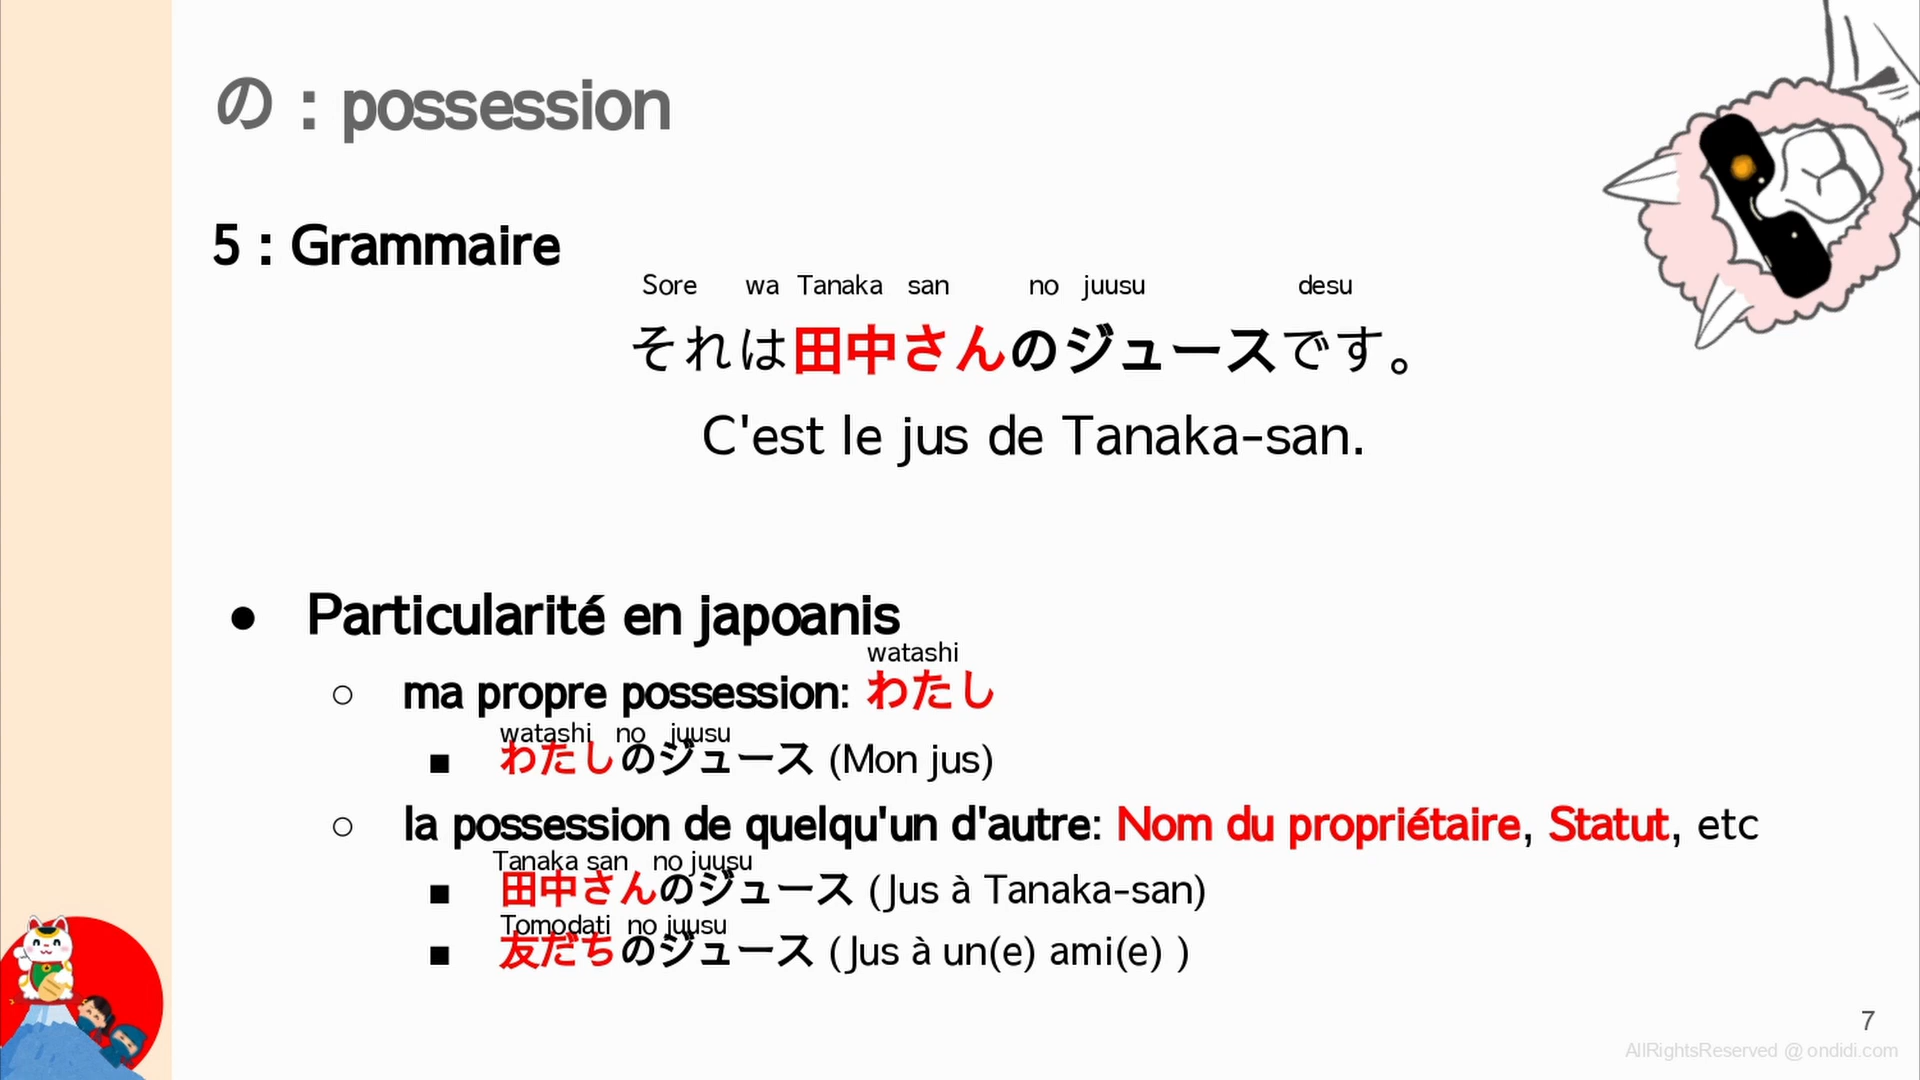 の : possession
5 : Grammaire
Sore wa Tanaka san no juusu desu
それは田中さんのジュースです。
C'est le jus de Tanaka-san.
● Particularité en japoanis
watashi
○ ma propre possession: わたし
watashi no juusu
■ わたしのジュース (Mon jus)
○ la possession de quelqu'un d'autre: Nom du propriétaire, Statut, etc
Tanaka san no juusu
■ 田中さんのジュース (Jus à Tanaka-san)
Tomodati no juusu
■ 友だちのジュース (Jus à un(e) ami(e) )
7
AllRightsReserved @ ondidi.com